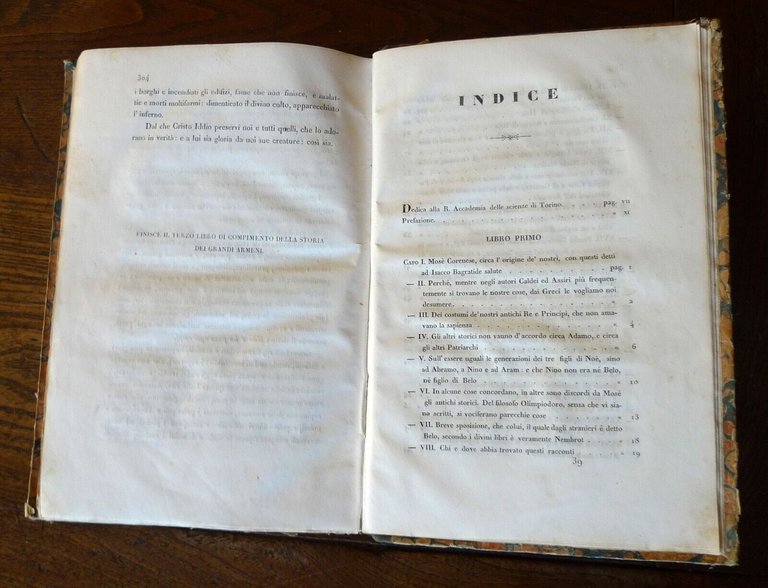 304
i borghi e incendiati gli edifizi, fame che non finisce, e malat-
tie e morti moltiformi: dimenticato il divino culto, apparecchiato
l' inferno.
Dal che Cristo Iddio preservi noi e tutti quelli, che lo ado-
rano in verità: e a lui sia gloria da noi sue creature: così sia.
FINISCE IL TERZO LIBRO DI COMPIMENTO DELLA STORIA
DEI GRANDI ARMENI.
INDICE
Dedica alla R. Accademia delle scienze di Torino. . . . . pag. VII
Prefazione. . . . . . . . . . . . . . . . . . » XI
LIBRO PRIMO
CAPO I. Mosè Corenese, circa l' origine de' nostri, con questi detti
ad Isacco Bagratide salute . . . . . . . . . . pag. 1
— II. Perchè, mentre negli autori Caldei ed Assiri più frequen-
temente si trovano le nostre cose, dai Greci le vogliamo noi
desumere. . . . . . . . . . . . . . . » 2
— III. Dei costumi de' nostri antichi Re e Principi, che non ama-
vano la sapienza . . . . . . . . . . . . . » 4
— IV. Gli altri storici non vanno d'accordo circa Adamo, e circa
gli altri Patriarchi . . . . . . . . . . . . » 6
— V. Sull' essere uguali le generazioni dei tre figli di Noè, sino
ad Abramo, a Nino e ad Aram: e che Nino non era né Belo,
né figlio di Belo . . . . . . . . . . . . . » 10
— VI. In alcune cose concordano, in altre sono discordi da Mosè
gli antichi storici. Del filosofo Olimpiodoro, sensa che vi sia-
no scritti, si vociferano parecchie cose . . . . . . » 13
— VII. Breve sposizione, che colui, il quale dagli stranieri è detto
Belo, secondo i divini libri è veramente Nembrot . . . » 18
— VIII. Chi e dove abbia trovato questi racconti . . . . . » 19
39